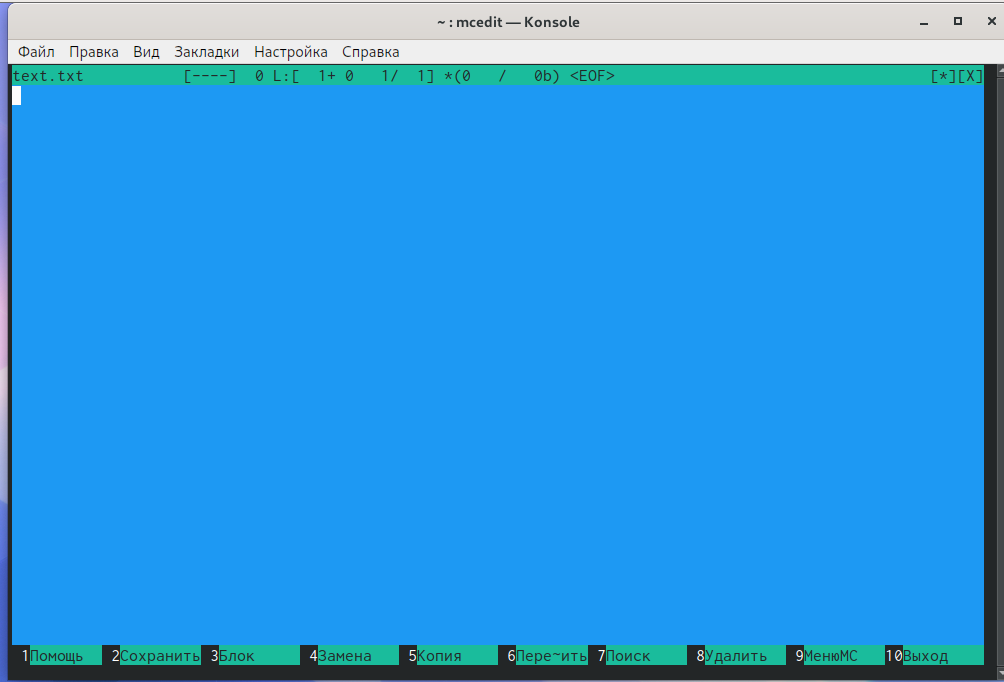 ~ : mcedit — Konsole
Файл Правка Вид Закладки Настройка Справка
text.txt [----] 0 L:[ 1+ 0 1/ 1] *(0 / 0b) <EOF> [*][X]
1Помощь 2Сохранить 3Блок 4Замена 5Копия 6Пере~ить 7Поиск 8Удалить 9МенюMC 10Выход